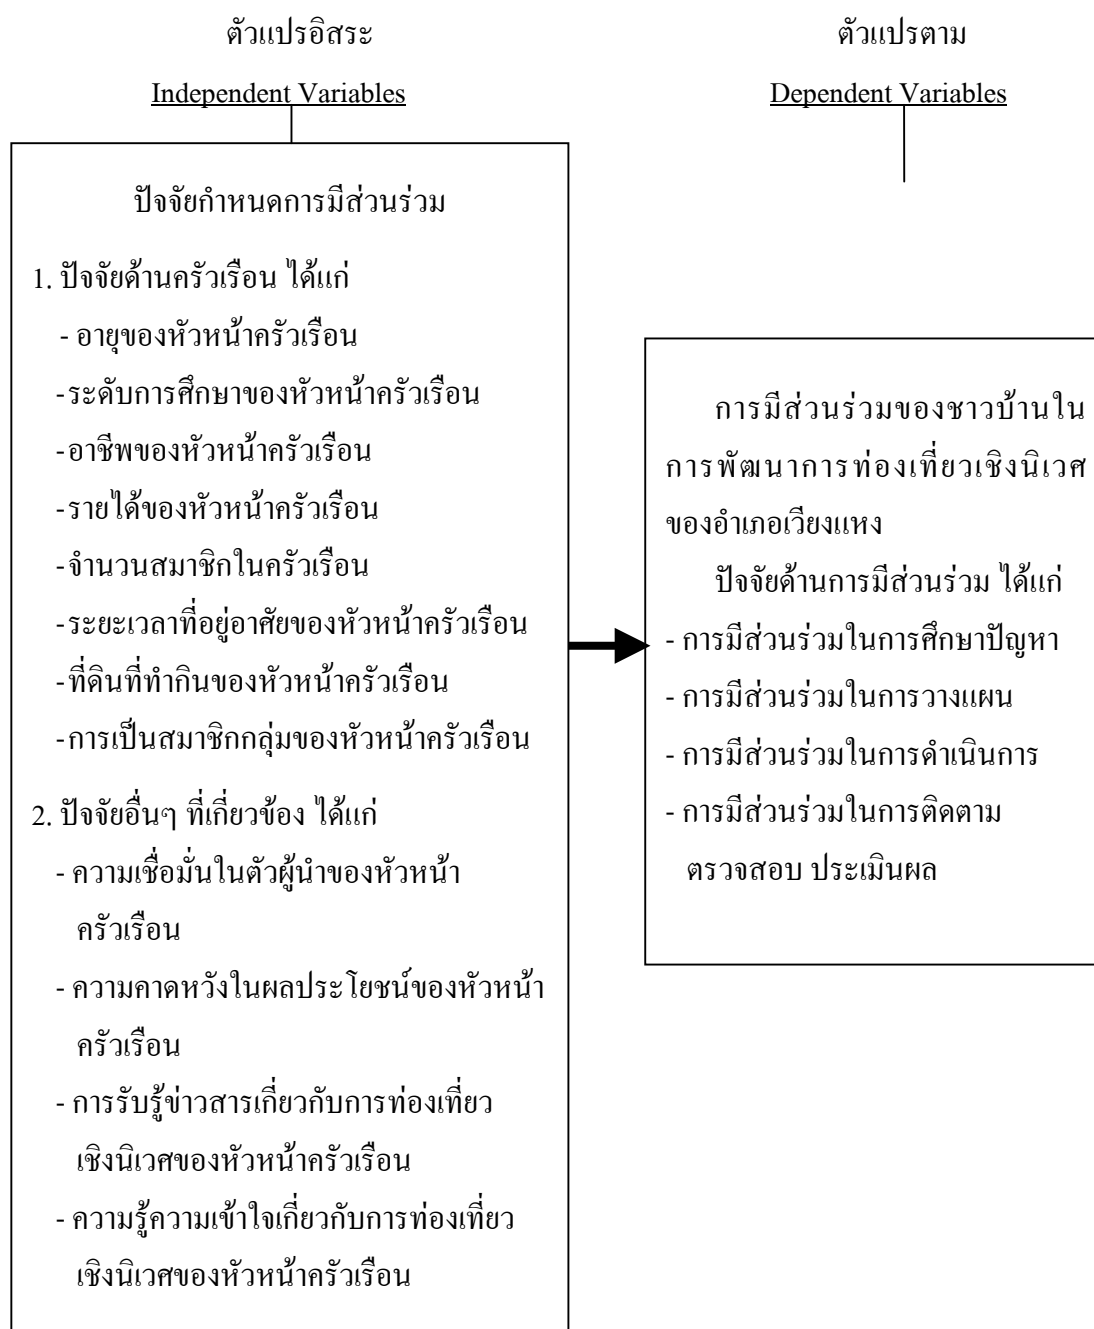 ตัวแปรอิสระ
Independent Variables
ปัจจัยกำหนดการมีส่วนร่วม
1. ปัจจัยด้านครัวเรือน ได้แก่
- อายุของหัวหน้าครัวเรือน
-ระดับการศึกษาของหัวหน้าครัวเรือน
-อาชีพของหัวหน้าครัวเรือน
-รายได้ของหัวหน้าครัวเรือน
-จำนวนสมาชิกในครัวเรือน
-ระยะเวลาที่อยู่อาศัยของหัวหน้าครัวเรือน
-ที่ดินที่ทำกินของหัวหน้าครัวเรือน
-การเป็นสมาชิกกลุ่มของหัวหน้าครัวเรือน
2. ปัจจัยอื่นๆ ที่เกี่ยวข้อง ได้แก่
- ความเชื่อมั่นในตัวผู้นำของหัวหน้า
ครัวเรือน
- ความคาดหวังในผลประโยชน์ของหัวหน้า
ครัวเรือน
- การรับรู้ข่าวสารเกี่ยวกับการท่องเที่ยว
เชิงนิเวศของหัวหน้าครัวเรือน
- ความรู้ความเข้าใจเกี่ยวกับการท่องเที่ยว
เชิงนิเวศของหัวหน้าครัวเรือน
ตัวแปรตาม
Dependent Variables
การมีส่วนร่วมของชาวบ้านใน
การพัฒนาการท่องเที่ยวเชิงนิเวศ
ของอำเภอเวียงแหง
ปัจจัยด้านการมีส่วนร่วม ได้แก่
- การมีส่วนร่วมในการศึกษาปัญหา
- การมีส่วนร่วมในการวางแผน
- การมีส่วนร่วมในการดำเนินการ
- การมีส่วนร่วมในการติดตาม
ตรวจสอบ ประเมินผล